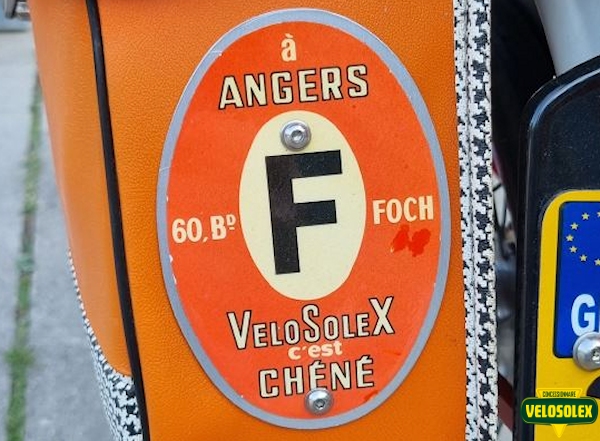 à
ANGERS
F
60, BD FOCH
VELOSOLEX
c'est
CHÉNÉ
G
CONCESSIONNAIRE
VELOSOLEX